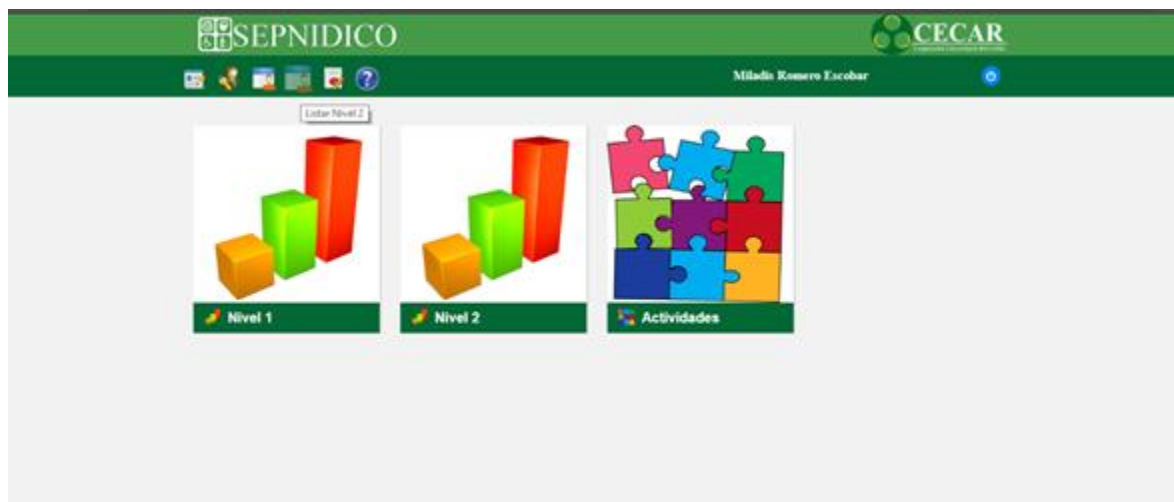 SEPNIDICO
CECAR
Miladis Romero Escobar
Listar Nivel 2
Nivel 1
Nivel 2
Actividades